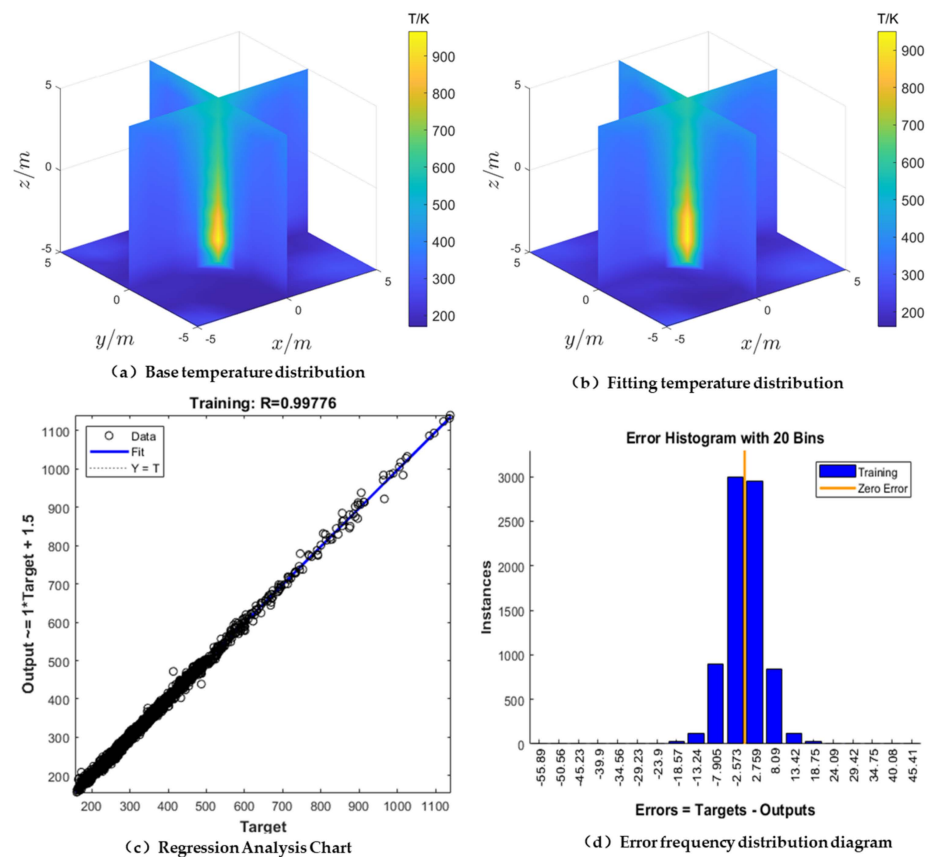 T/K
900
800
700
600
500
400
300
200
5
0
-5
5
0
-5
-5
0
5
z/m
y/m
x/m
（a）Base temperature distribution
T/K
900
800
700
600
500
400
300
200
5
0
-5
5
0
-5
-5
0
5
z/m
y/m
x/m
（b）Fitting temperature distribution
Training: R=0.99776
Data
Fit
Y = T
Output ~= 1*Target + 1.5
1100
1000
900
800
700
600
500
400
300
200
200 300 400 500 600 700 800 900 1000 1100
Target
（c）Regression Analysis Chart
Error Histogram with 20 Bins
Training
Zero Error
Instances
3000
2500
2000
1500
1000
500
0
-55.89
-50.56
-45.23
-39.9
-34.56
-29.23
-23.9
-18.57
-13.24
-7.905
-2.573
2.759
8.09
13.42
18.75
24.09
29.42
34.75
40.08
45.41
Errors = Targets - Outputs
（d）Error frequency distribution diagram